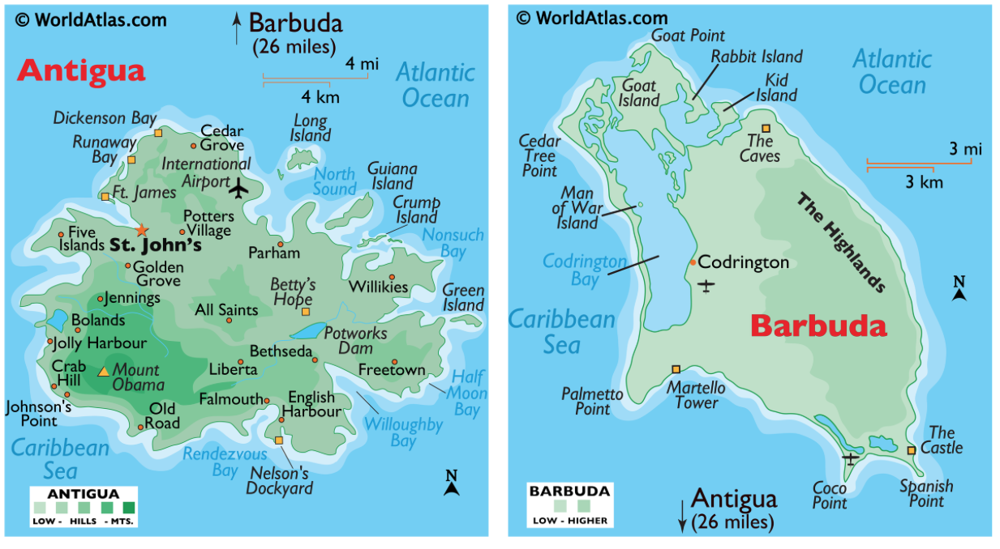 © WorldAtlas.com
Barbuda
(26 miles)
Antigua
4 mi
4 km
Atlantic
Ocean
Dickenson Bay
Runaway
Bay
Cedar
Grove
International
Airport
Long
Island
North
Sound
Guiana
Island
Crump
Island
Nonsuch
Bay
Ft. James
Potters
Village
Five
Islands
St. John's
Parham
Golden
Grove
Betty's
Hope
Willikies
Green
Island
Jennings
All Saints
Bolands
Potworks
Dam
Jolly Harbour
Bethseda
Crab
Hill
Mount
Obama
Liberta
Freetown
Half
Moon
Bay
Johnson's
Point
Old
Road
Falmouth
English
Harbour
Willoughby
Bay
Caribbean
Sea
Rendezvous
Bay
Nelson's
Dockyard
N
ANTIGUA
LOW - HILLS - MTS.
© WorldAtlas.com
Goat Point
Rabbit Island
Kid
Island
Goat
Island
Atlantic
Ocean
Cedar
Tree
Point
The
Caves
3 mi
3 km
Man
of War
Island
The Highlands
Codrington
Bay
Codrington
N
Caribbean
Sea
Barbuda
Palmetto
Point
Martello
Tower
The
Castle
Coco
Point
Spanish
Point
BARBUDA
LOW - HIGHER
Antigua
(26 miles)